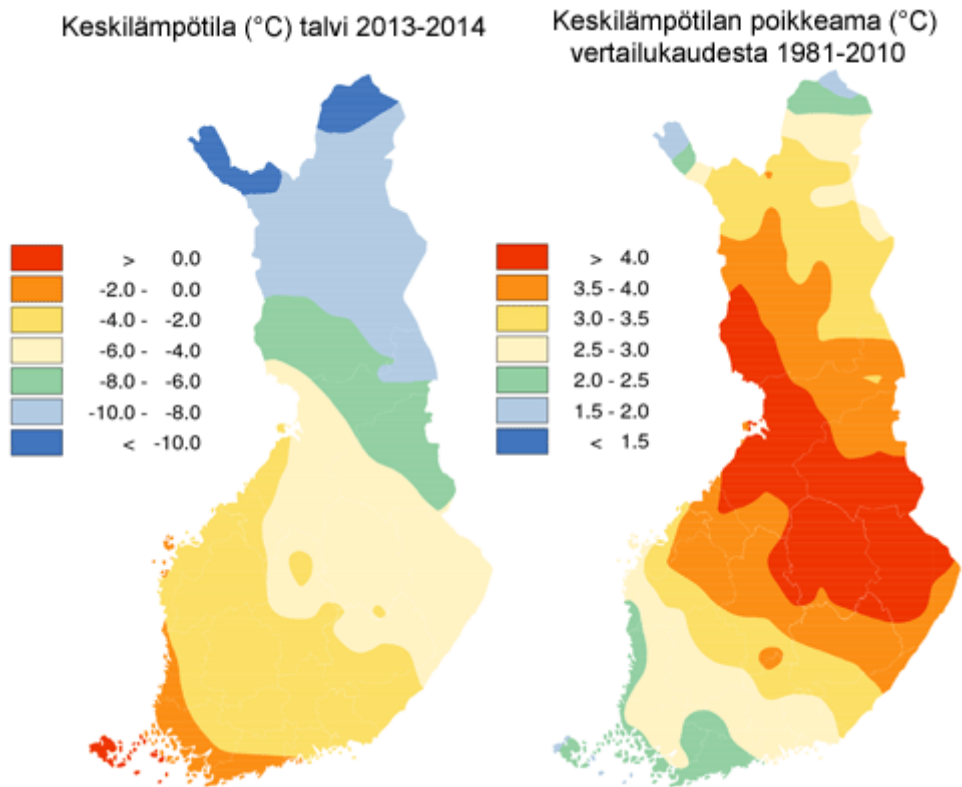 Keskilämpötila (°C) talvi 2013-2014
Keskilämpötilan poikkeama (°C)
vertailukaudesta 1981-2010
> 0.0
-2.0 - 0.0
-4.0 - -2.0
-6.0 - -4.0
-8.0 - -6.0
-10.0 - -8.0
< -10.0
> 4.0
3.5 - 4.0
3.0 - 3.5
2.5 - 3.0
2.0 - 2.5
1.5 - 2.0
< 1.5